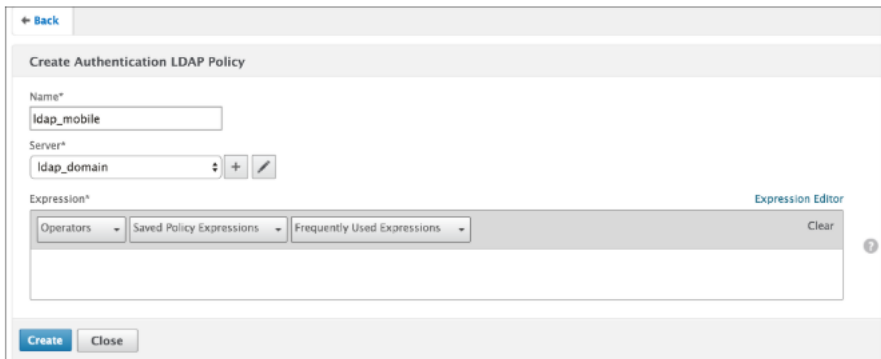 Back
Create Authentication LDAP Policy
Name*
ldap_mobile
Server*
ldap_domain
Expression* Expression Editor
Operators Saved Policy Expressions Frequently Used Expressions Clear
Create Close